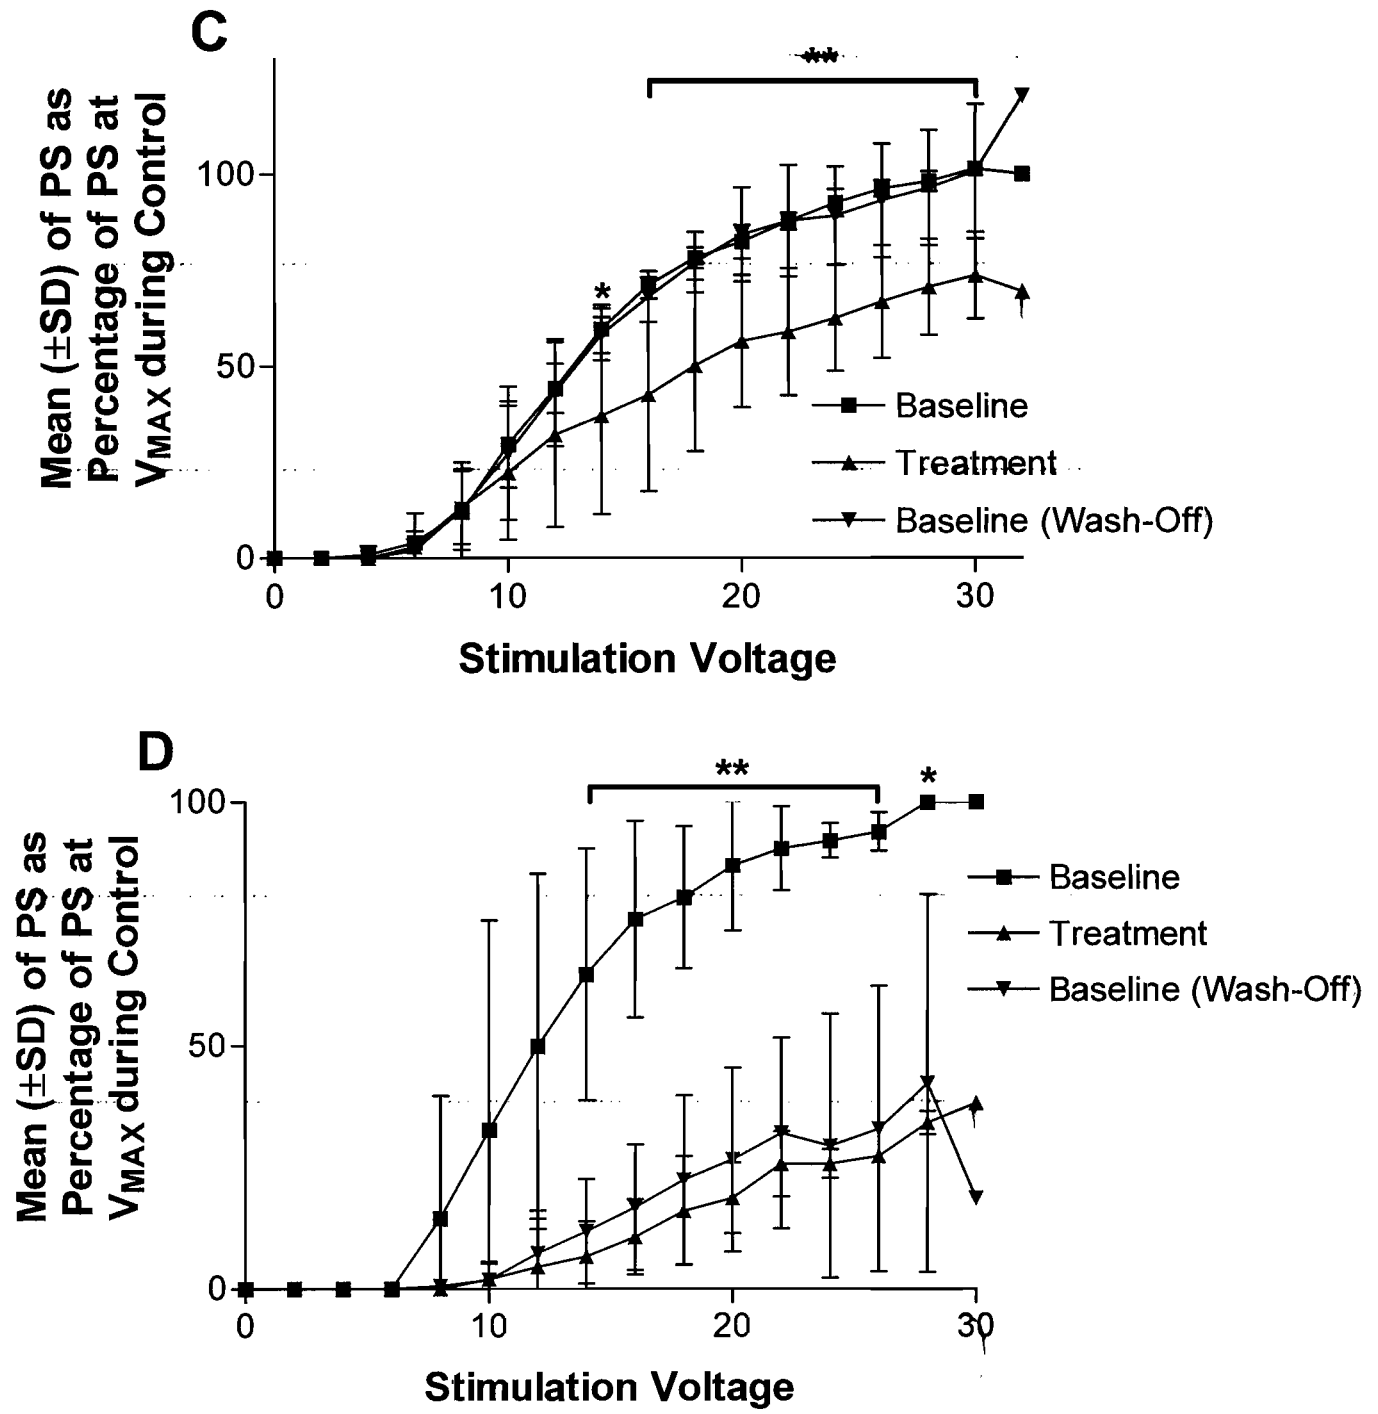 C
**
Mean (±SD) of PS as
Percentage of PS at
VMAX during Control
100
50
0
*
Baseline
Treatment
Baseline (Wash-Off)
0
10
20
30
Stimulation Voltage
D
**
*
Mean (±SD) of PS as
Percentage of PS at
VMAX during Control
100
50
0
Baseline
Treatment
Baseline (Wash-Off)
0
10
20
30
Stimulation Voltage